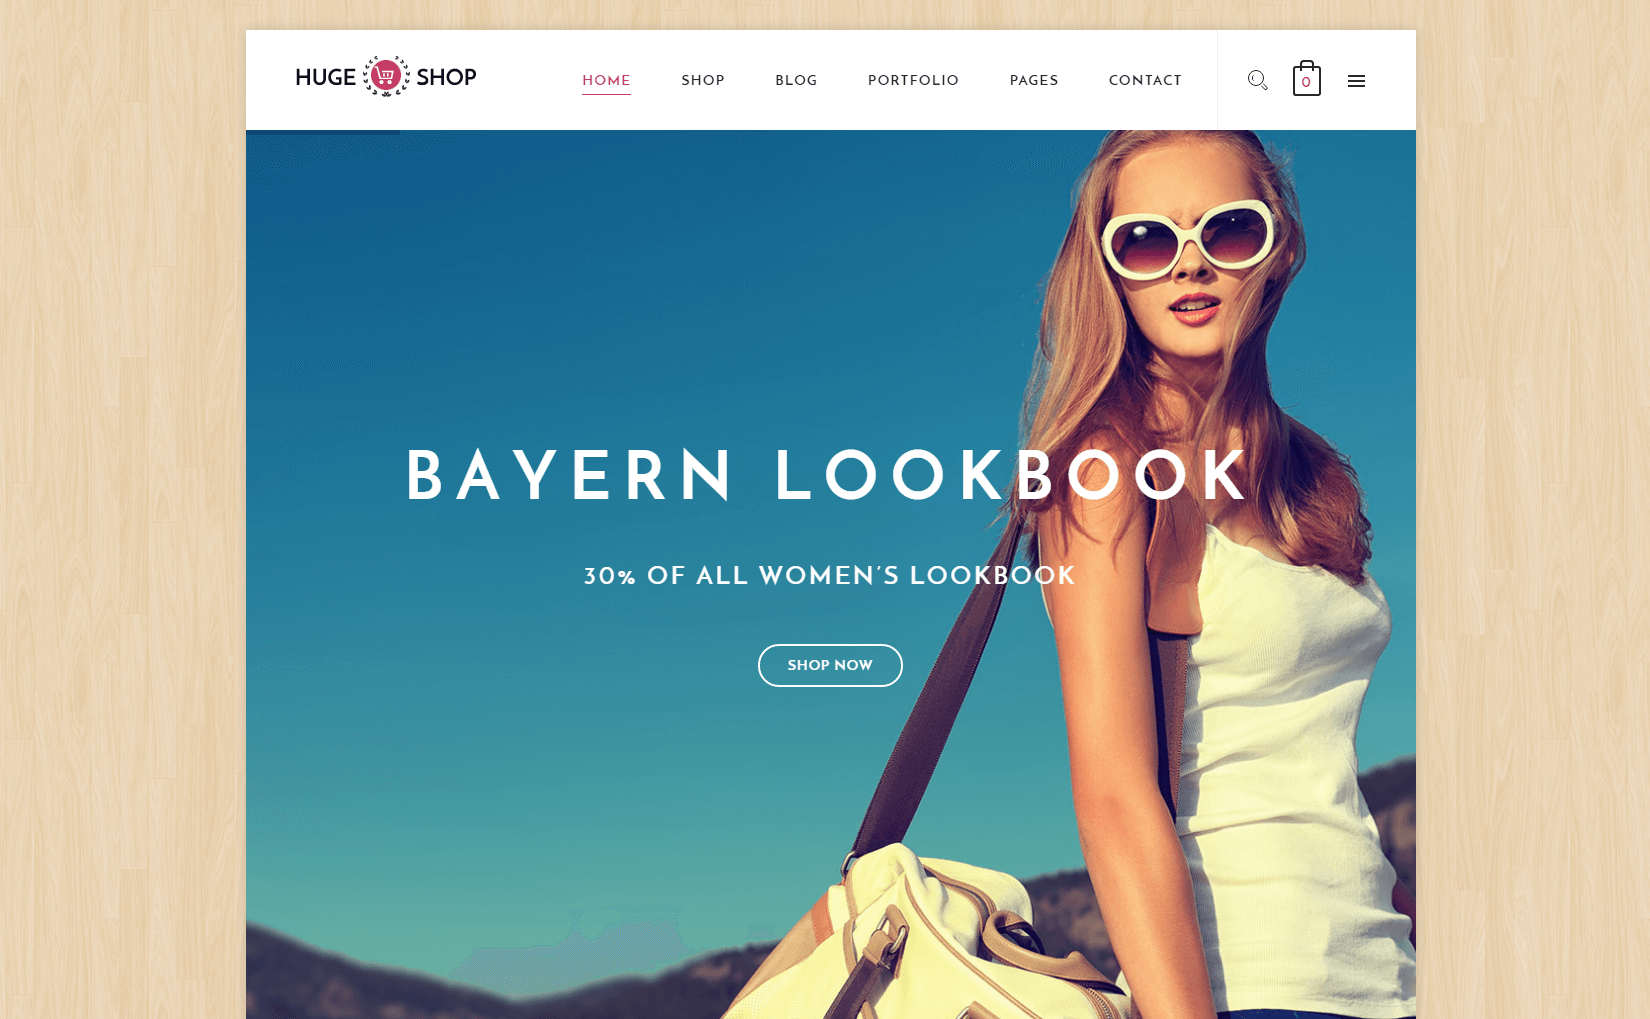 HUGE SHOP
HOME SHOP BLOG PORTFOLIO PAGES CONTACT 0
BAYERN LOOKBOOK
30% OF ALL WOMEN'S LOOKBOOK
SHOP NOW